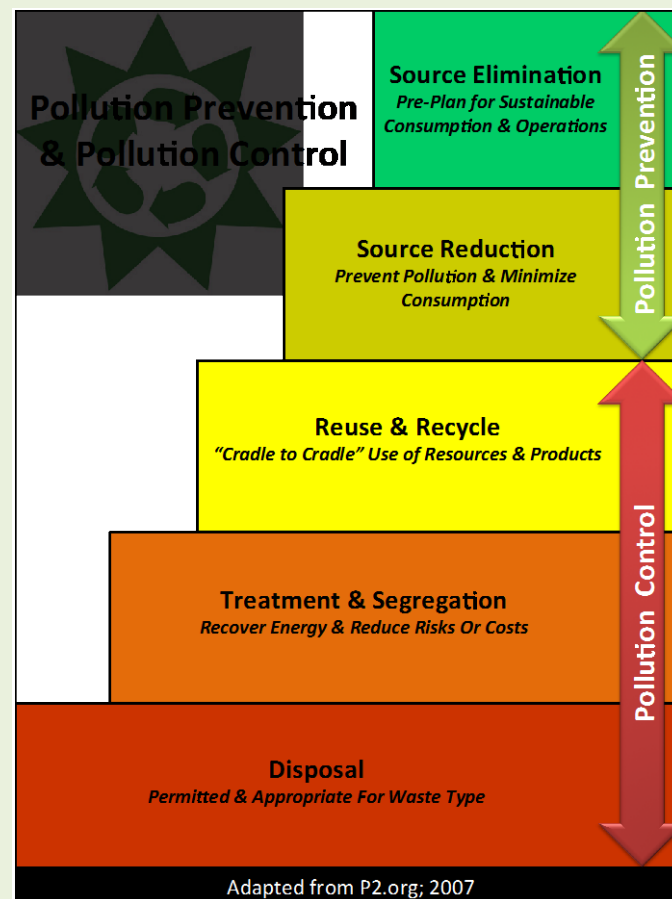 Pollution Prevention
& Pollution Control
Source Elimination
Pre-Plan for Sustainable
Consumption & Operations
Pollution Prevention
Source Reduction
Prevent Pollution & Minimize
Consumption
Reuse & Recycle
“Cradle to Cradle” Use of Resources & Products
Pollution Control
Treatment & Segregation
Recover Energy & Reduce Risks Or Costs
Disposal
Permitted & Appropriate For Waste Type
Adapted from P2.org; 2007